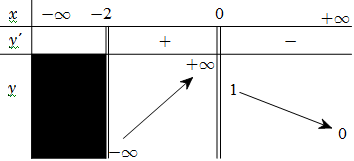 x −∞ −2 0 +∞
y′ + −
+∞
y 1
0
−∞